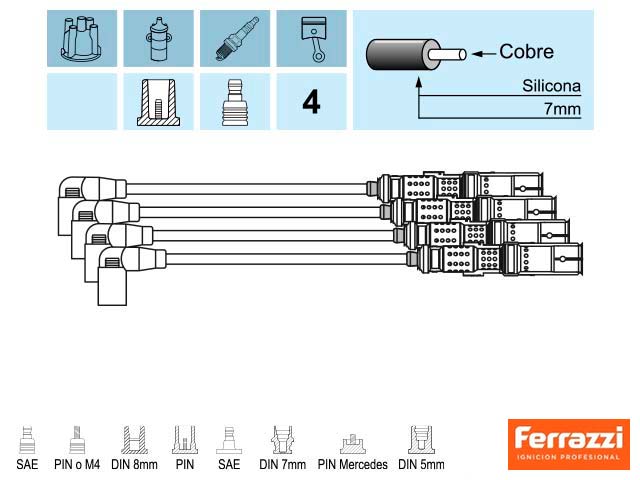 Cobre
Silicona
7mm
4
SAE PIN o M4 DIN 8mm PIN SAE DIN 7mm PIN Mercedes DIN 5mm
Ferrazzi
IGNICION PROFESIONAL